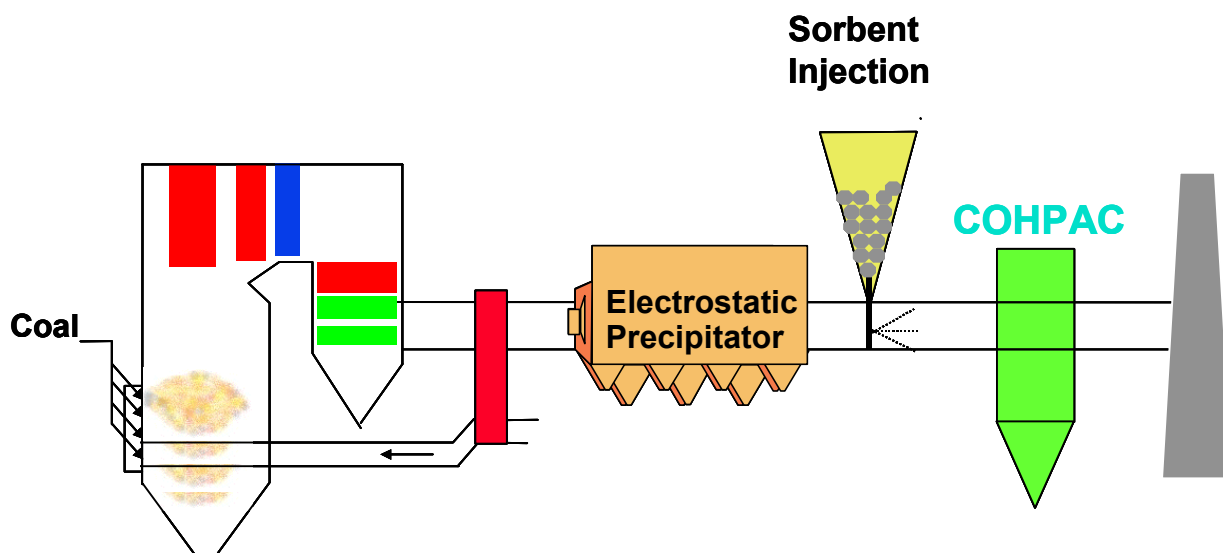 Sorbent
Injection
COHPAC
Electrostatic
Precipitator
Coal